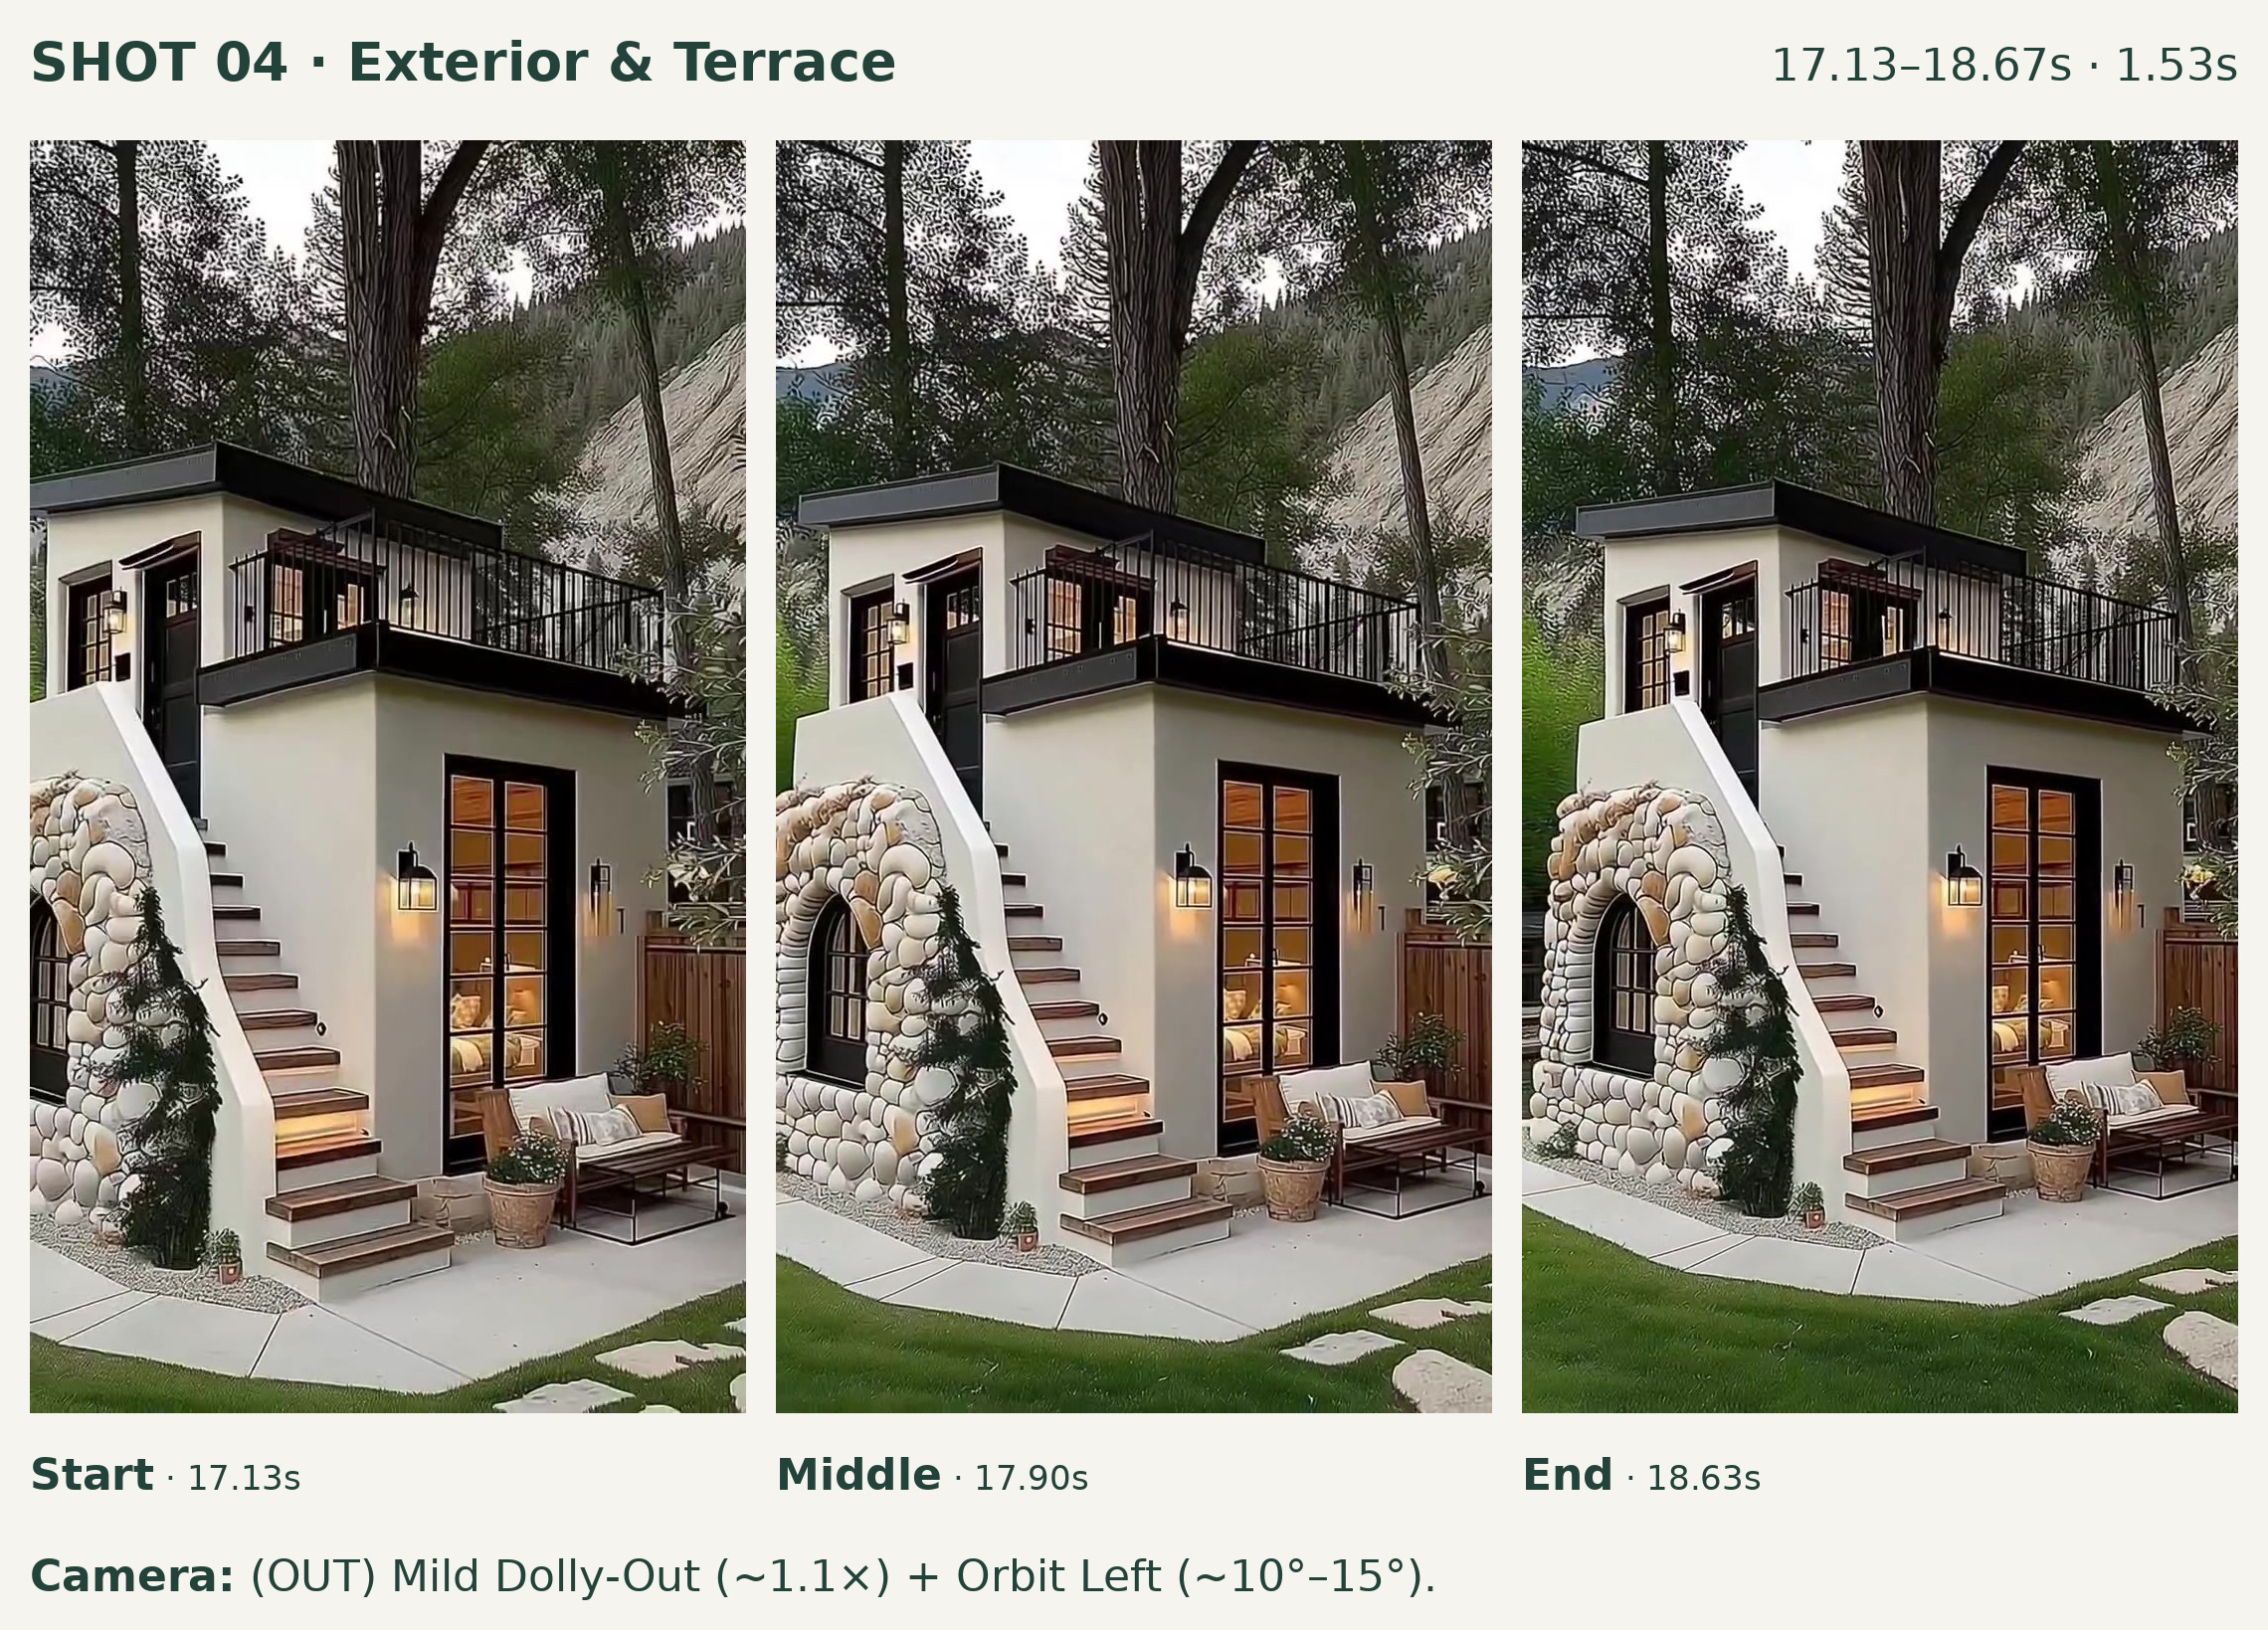 SHOT 04 · Exterior & Terrace
17.13–18.67s · 1.53s
Start · 17.13s
Middle · 17.90s
End · 18.63s
Camera: (OUT) Mild Dolly-Out (~1.1×) + Orbit Left (~10°–15°).